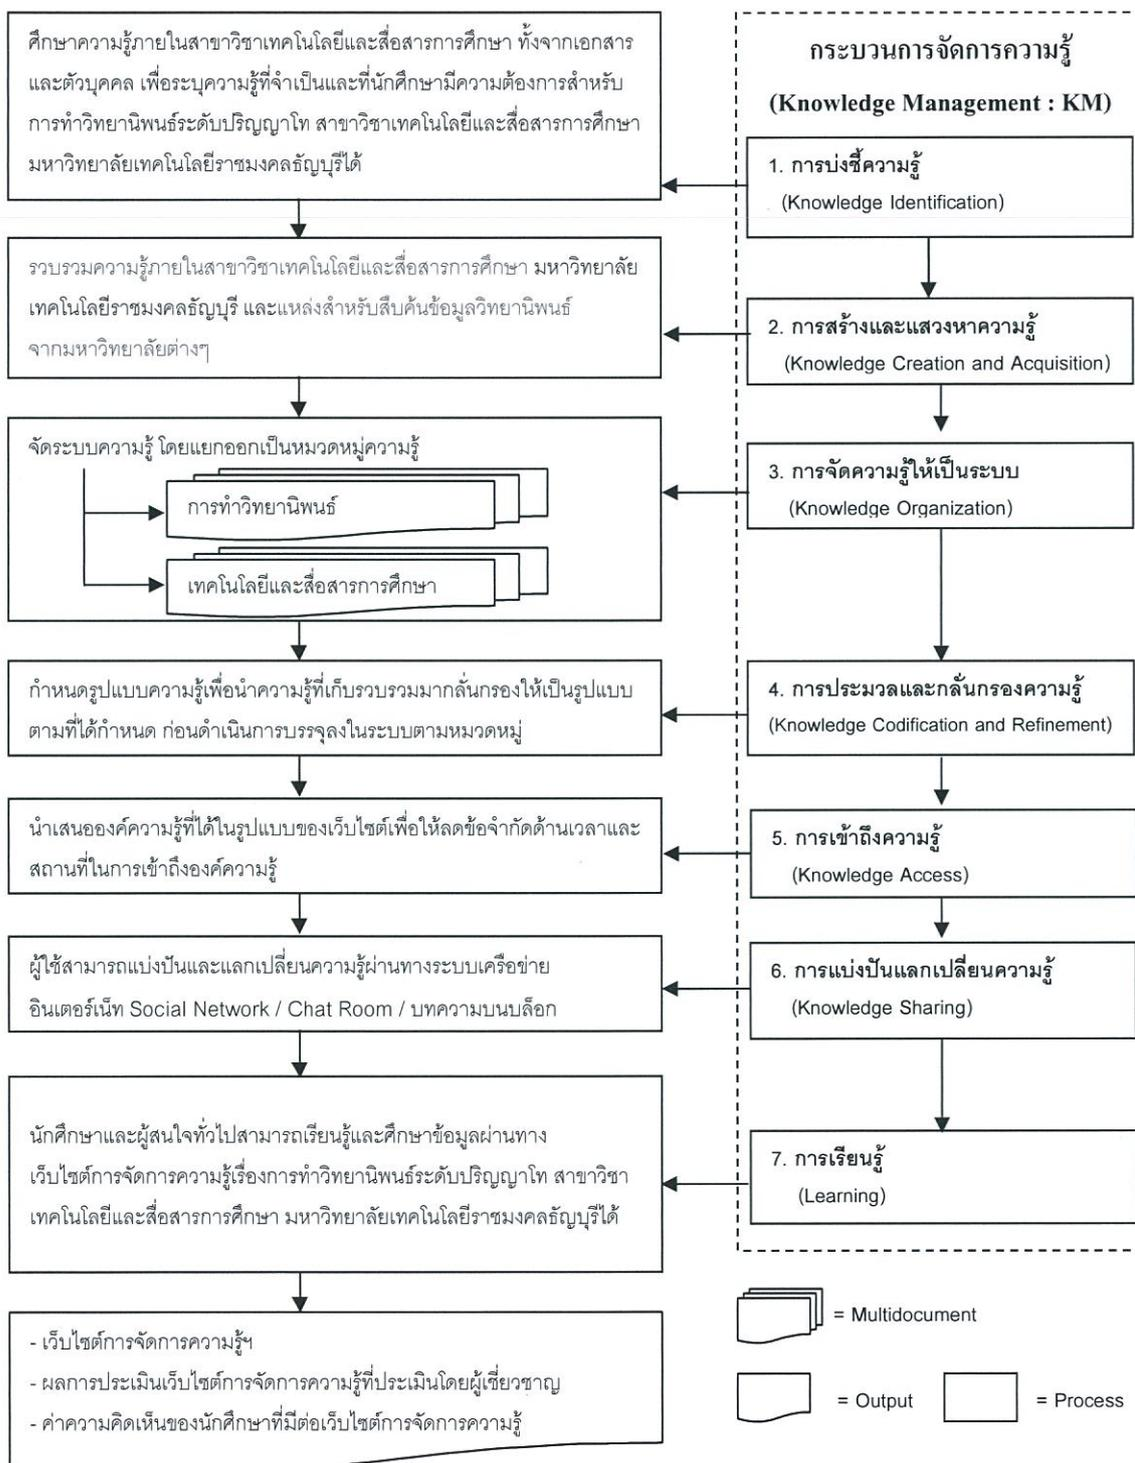 ศึกษาความรู้ภายในสาขาวิชาเทคโนโลยีและสื่อสารการศึกษา ทั้งจากเอกสาร
และตัวบุคคล เพื่อระบุความรู้ที่จำเป็นและที่นักศึกษามีความต้องการสำหรับ
การทำวิทยานิพนธ์ระดับปริญญาโท สาขาวิชาเทคโนโลยีและสื่อสารการศึกษา
มหาวิทยาลัยเทคโนโลยีราชมงคลธัญบุรีได้
รวบรวมความรู้ภายในสาขาวิชาเทคโนโลยีและสื่อสารการศึกษา มหาวิทยาลัย
เทคโนโลยีราชมงคลธัญบุรี และแหล่งสำหรับสืบค้นข้อมูลวิทยานิพนธ์
จากมหาวิทยาลัยต่างๆ
จัดระบบความรู้ โดยแยกออกเป็นหมวดหมู่ความรู้
การทำวิทยานิพนธ์
เทคโนโลยีและสื่อสารการศึกษา
กำหนดรูปแบบความรู้เพื่อนำความรู้ที่เก็บรวบรวมมากลั่นกรองให้เป็นรูปแบบ
ตามที่ได้กำหนด ก่อนดำเนินการบรรจุลงในระบบตามหมวดหมู่
นำเสนอองค์ความรู้ที่ได้ในรูปแบบของเว็บไซต์เพื่อให้ลดข้อจำกัดด้านเวลาและ
สถานที่ในการเข้าถึงองค์ความรู้
ผู้ใช้สามารถแบ่งปันและแลกเปลี่ยนความรู้ผ่านทางระบบเครือข่าย
อินเตอร์เน็ท Social Network / Chat Room / บทความบนบล็อก
นักศึกษาและผู้สนใจทั่วไปสามารถเรียนรู้และศึกษาข้อมูลผ่านทาง
เว็บไซต์การจัดการความรู้เรื่องการทำวิทยานิพนธ์ระดับปริญญาโท สาขาวิชา
เทคโนโลยีและสื่อสารการศึกษา มหาวิทยาลัยเทคโนโลยีราชมงคลธัญบุรีได้
- เว็บไซต์การจัดการความรู้ฯ
- ผลการประเมินเว็บไซต์การจัดการความรู้ที่ประเมินโดยผู้เชี่ยวชาญ
- ค่าความคิดเห็นของนักศึกษาที่มีต่อเว็บไซต์การจัดการความรู้
กระบวนการจัดการความรู้
(Knowledge Management : KM)
1. การบ่งชี้ความรู้
(Knowledge Identification)
2. การสร้างและแสวงหาความรู้
(Knowledge Creation and Acquisition)
3. การจัดความรู้ให้เป็นระบบ
(Knowledge Organization)
4. การประมวลและกลั่นกรองความรู้
(Knowledge Codification and Refinement)
5. การเข้าถึงความรู้
(Knowledge Access)
6. การแบ่งปันแลกเปลี่ยนความรู้
(Knowledge Sharing)
7. การเรียนรู้
(Learning)
= Multidocument
= Output
= Process